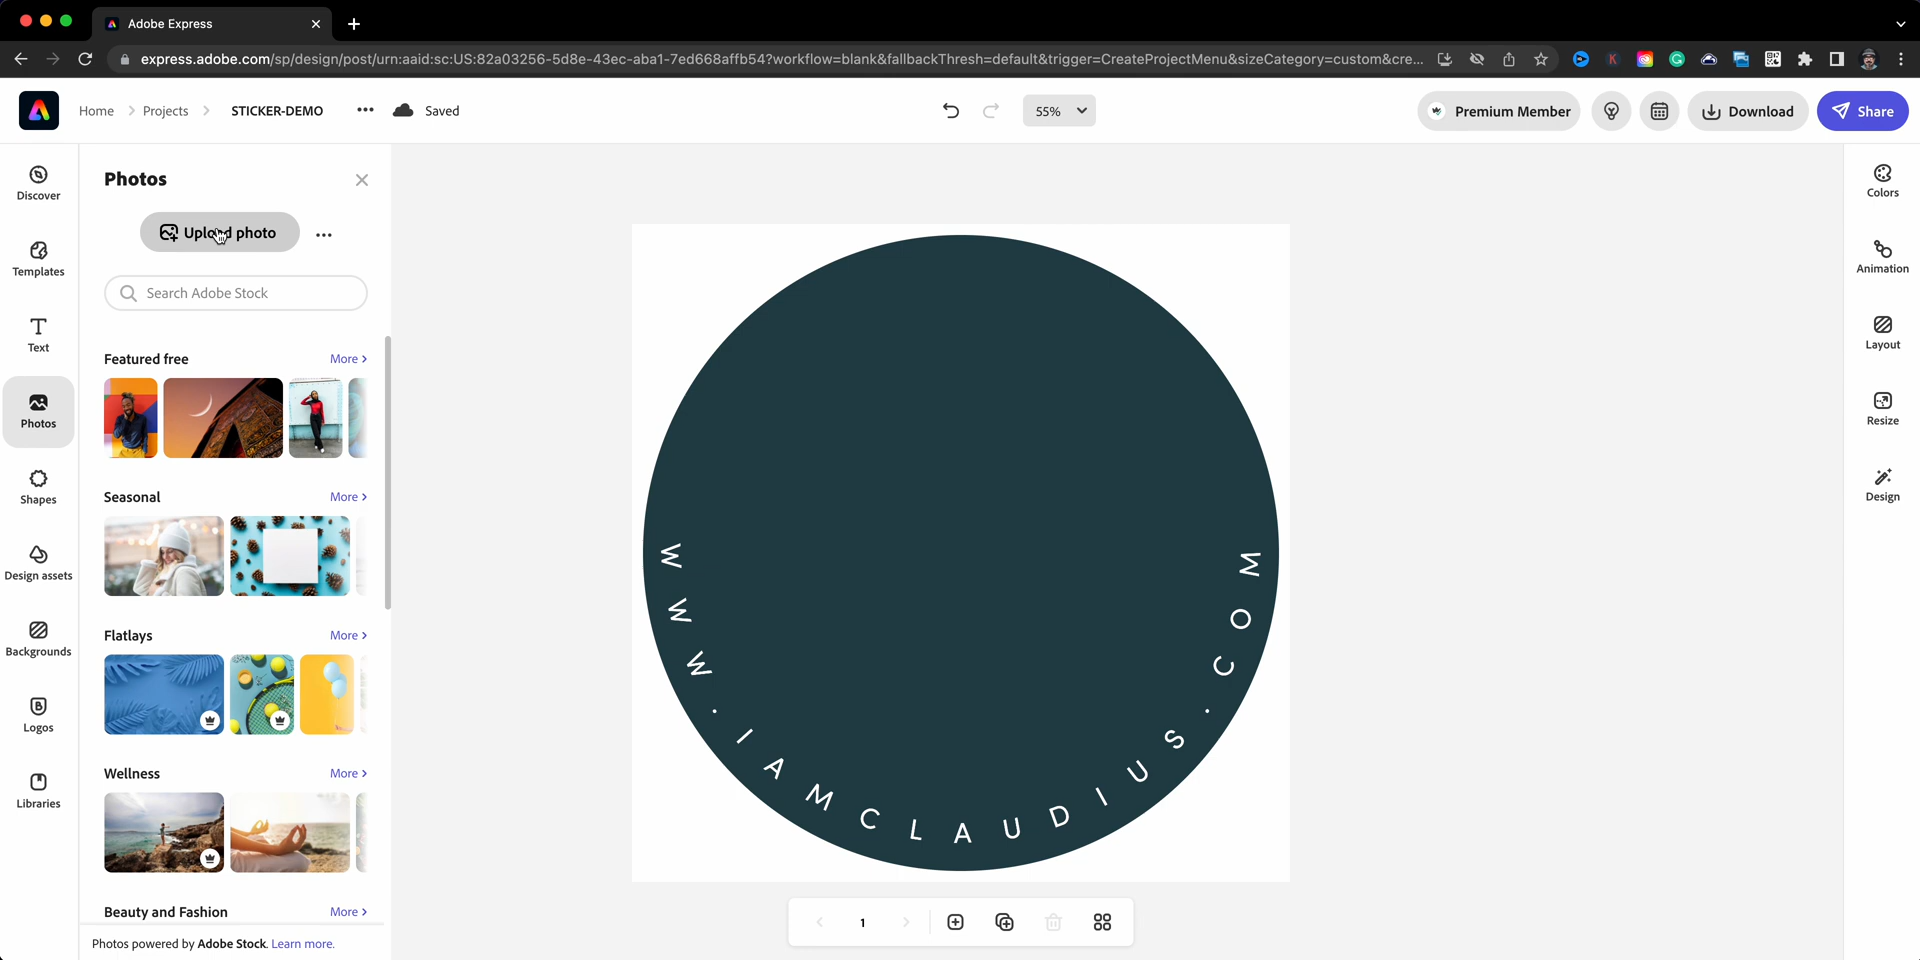 Adobe Express
express.adobe.com/sp/design/post/urn:aaid:sc:US:82a03256-5d8e-43ec-aba1-7ed668affb54?workflow=blank&fallbackThresh=default&trigger=CreateProjectMenu&sizeCategory=custom&cre...
Home
Projects
STICKER-DEMO
Saved
55%
Premium Member
Download
Share
Discover
Templates
Text
Photos
Shapes
Design assets
Backgrounds
Logos
Libraries
Photos
Upload photo
Search Adobe Stock
Featured free
More
Seasonal
More
Flatlays
More
Wellness
More
Beauty and Fashion
More
Photos powered by Adobe Stock. Learn more.
WWW.IAMCLAUDIUS.COM
1
Colors
Animation
Layout
Resize
Design